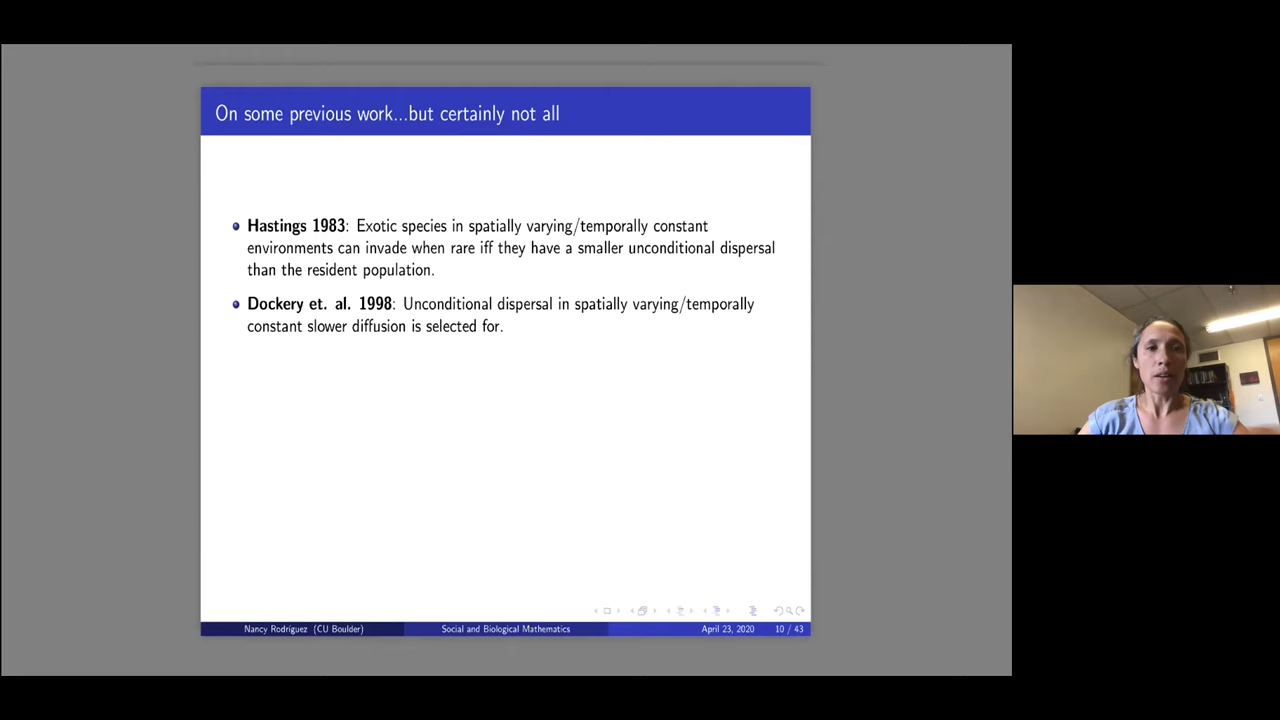 On some previous work...but certainly not all
Hastings 1983: Exotic species in spatially varying/temporally constant
environments can invade when rare iff they have a smaller unconditional dispersal
than the resident population.
Dockery et. al. 1998: Unconditional dispersal in spatially varying/temporally
constant slower diffusion is selected for.
Nancy Rodriguez (CU Boulder) Social and Biological Mathematics April 23, 2020 10 / 43